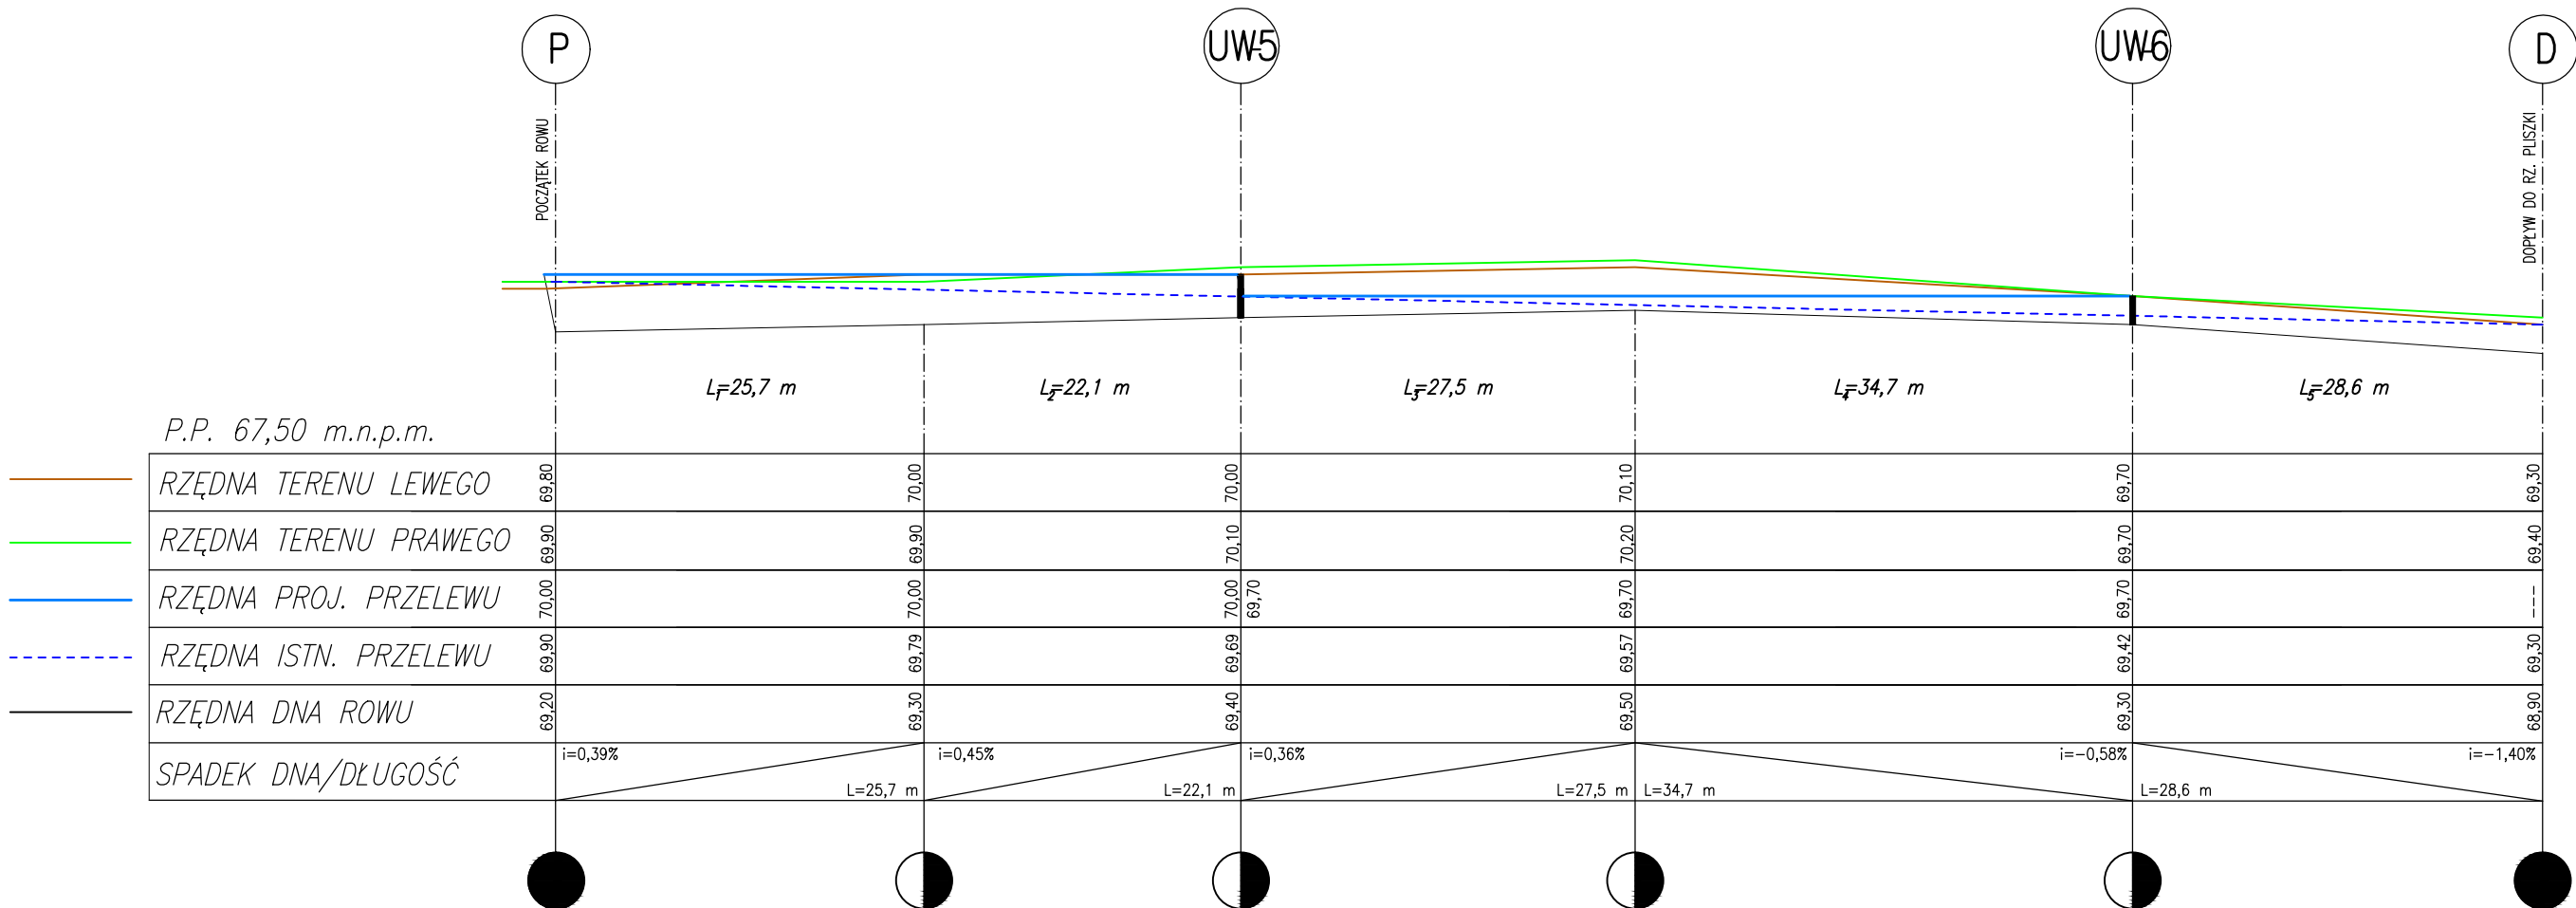 P
UW-5
UW-6
D
POCZĄTEK ROWU
DOPŁYW DO RZ. PLISZKI
L1=25,7 m
L2=22,1 m
L3=27,5 m
L4=34,7 m
L5=28,6 m
P.P. 67,50 m.n.p.m.
RZĘDNA TERENU LEWEGO 69,80 70,00 70,00 70,10 69,70 69,30
RZĘDNA TERENU PRAWEGO 69,90 69,90 70,10 70,20 69,70 69,40
RZĘDNA PROJ. PRZELEWU 70,00 70,00 70,00 69,70 69,70 69,70 ---
RZĘDNA ISTN. PRZELEWU 69,90 69,79 69,69 69,57 69,42 69,30
RZĘDNA DNA ROWU 69,20 69,30 69,40 69,50 69,30 68,90
i=0,39% i=0,45% i=0,36% i=-0,58% i=-1,40%
SPADEK DNA/DŁUGOŚĆ
L=25,7 m L=22,1 m L=27,5 m L=34,7 m L=28,6 m